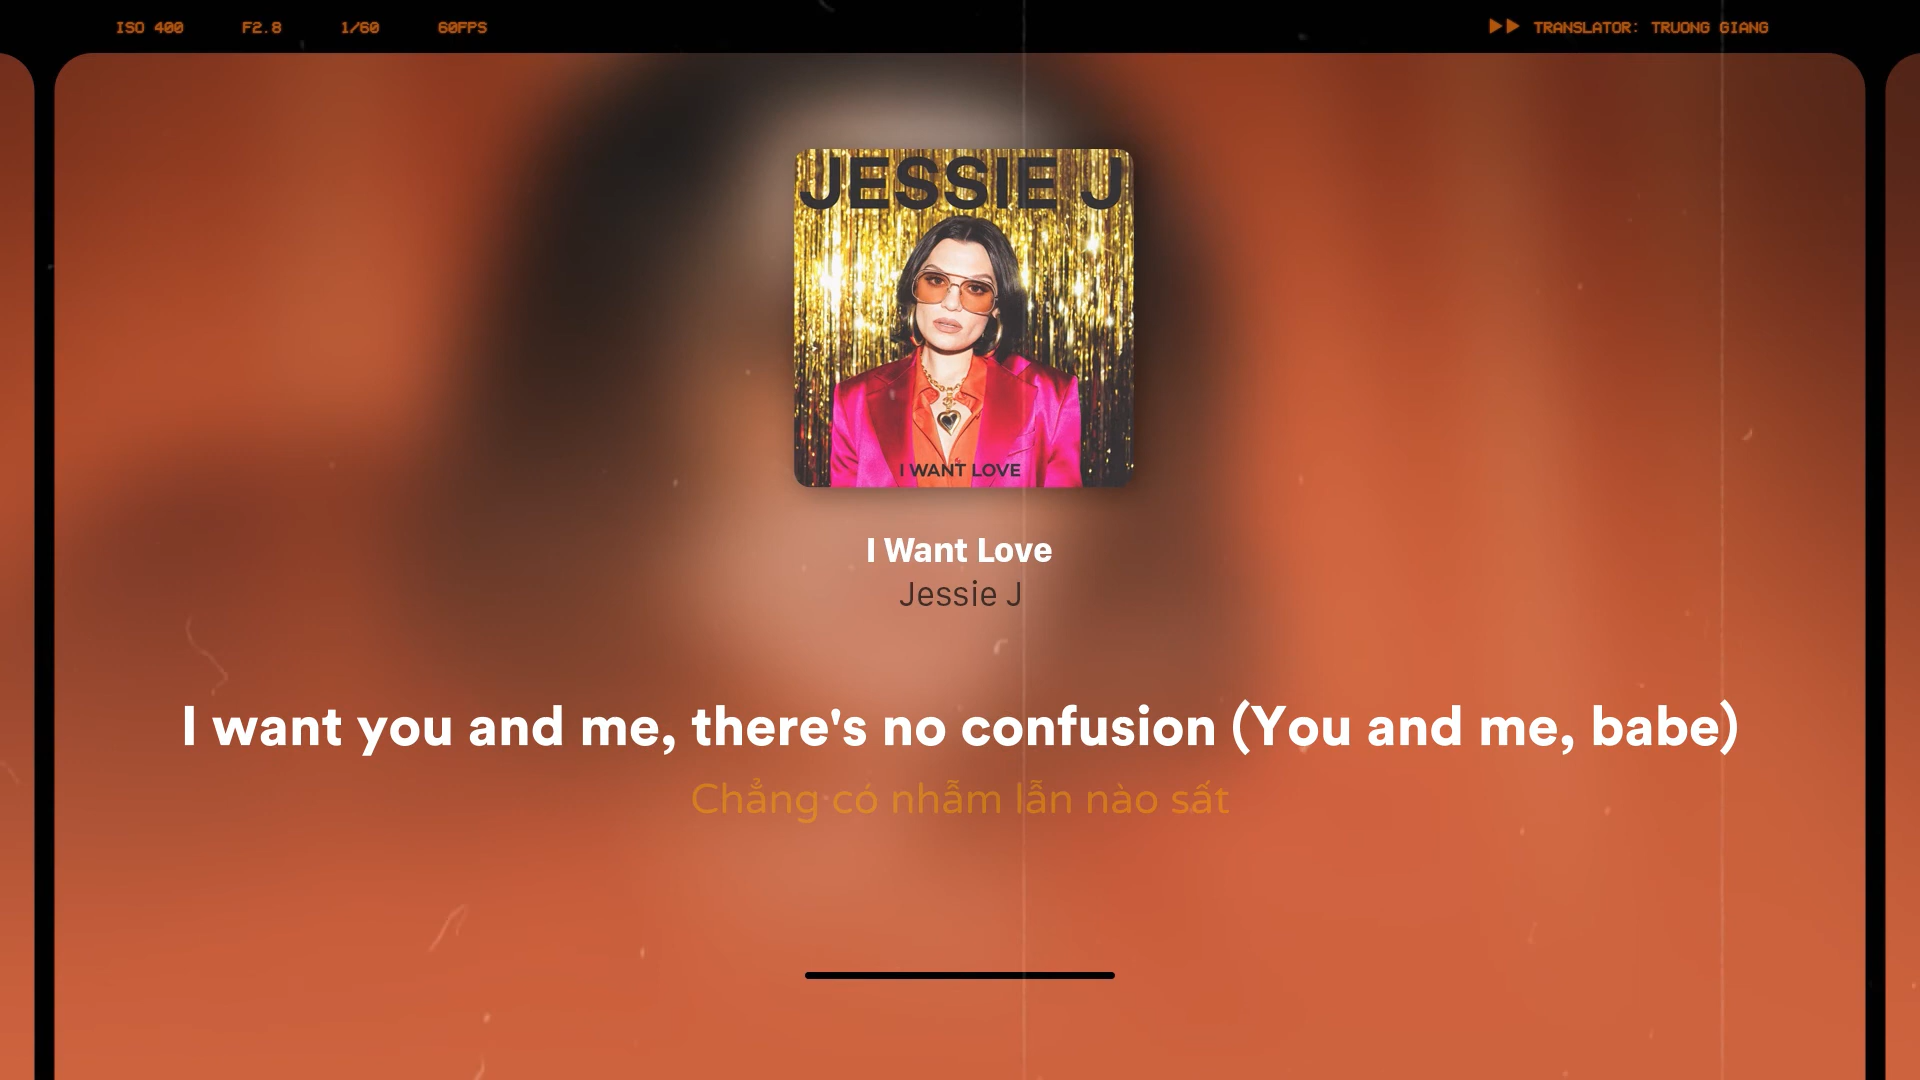 ISO 400 F2.8 1/60 60FPS
TRANSLATOR: TRUONG GIANG
JESSIE J
I WANT LOVE
I Want Love
Jessie J
I want you and me, there's no confusion (You and me, babe)
Chẳng có nhẫm lẫn nào sất